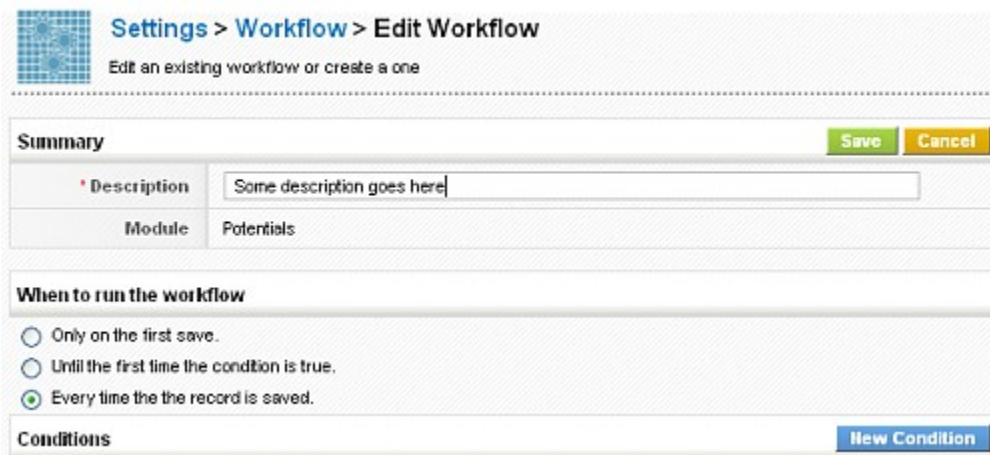 Settings > Workflow > Edit Workflow
Edit an existing workflow or create a one
Summary Save Cancel
* Description Some description goes here
Module Potentials
When to run the workflow
Only on the first save.
Until the first time the condition is true.
Every time the the record is saved.
Conditions New Condition